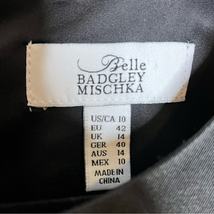 Belle
BADGLEY
MISCHKA
US/CA 10
EU 42
UK 14
GER 40
AUS 14
MEX 10
MADE IN
CHINA